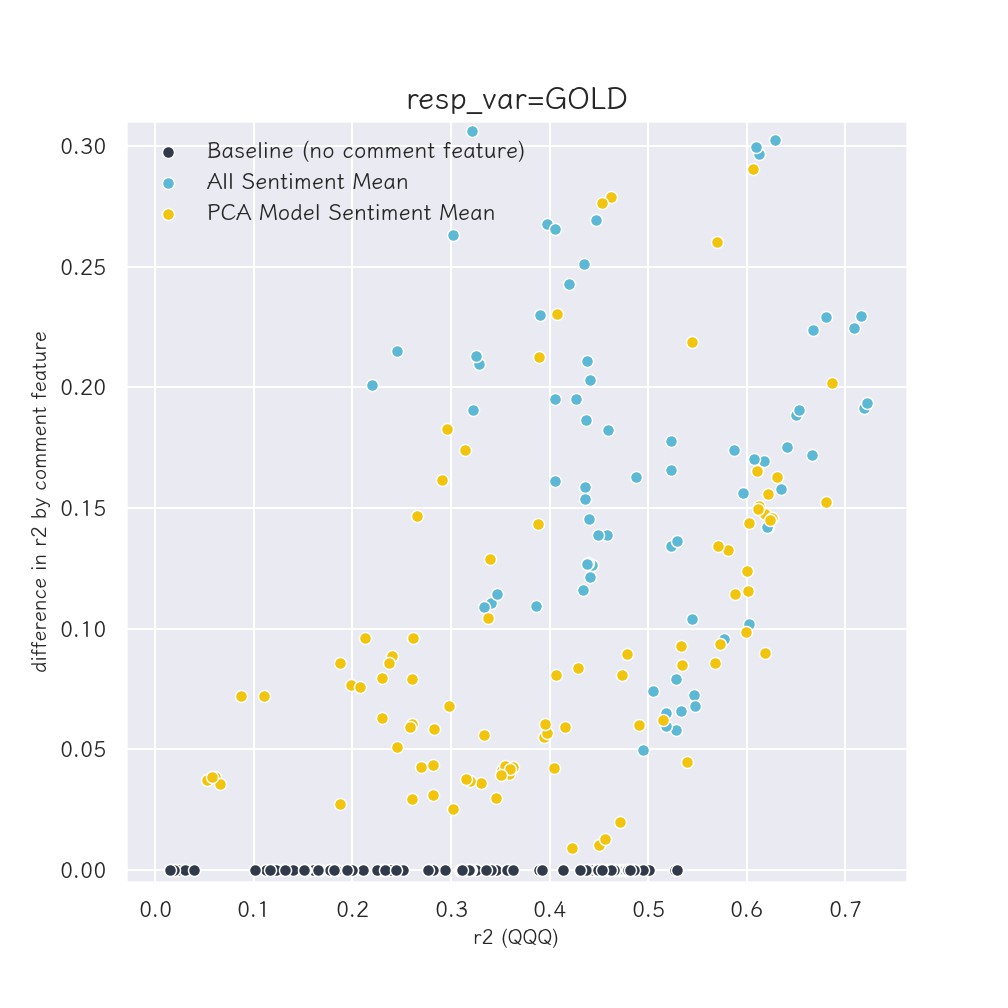 resp_var=GOLD
0.30
0.25
0.20
0.15
0.10
0.05
0.00
difference in r2 by comment feature
Baseline (no comment feature)
All Sentiment Mean
PCA Model Sentiment Mean
0.0 0.1 0.2 0.3 0.4 0.5 0.6 0.7
r2 (QQQ)